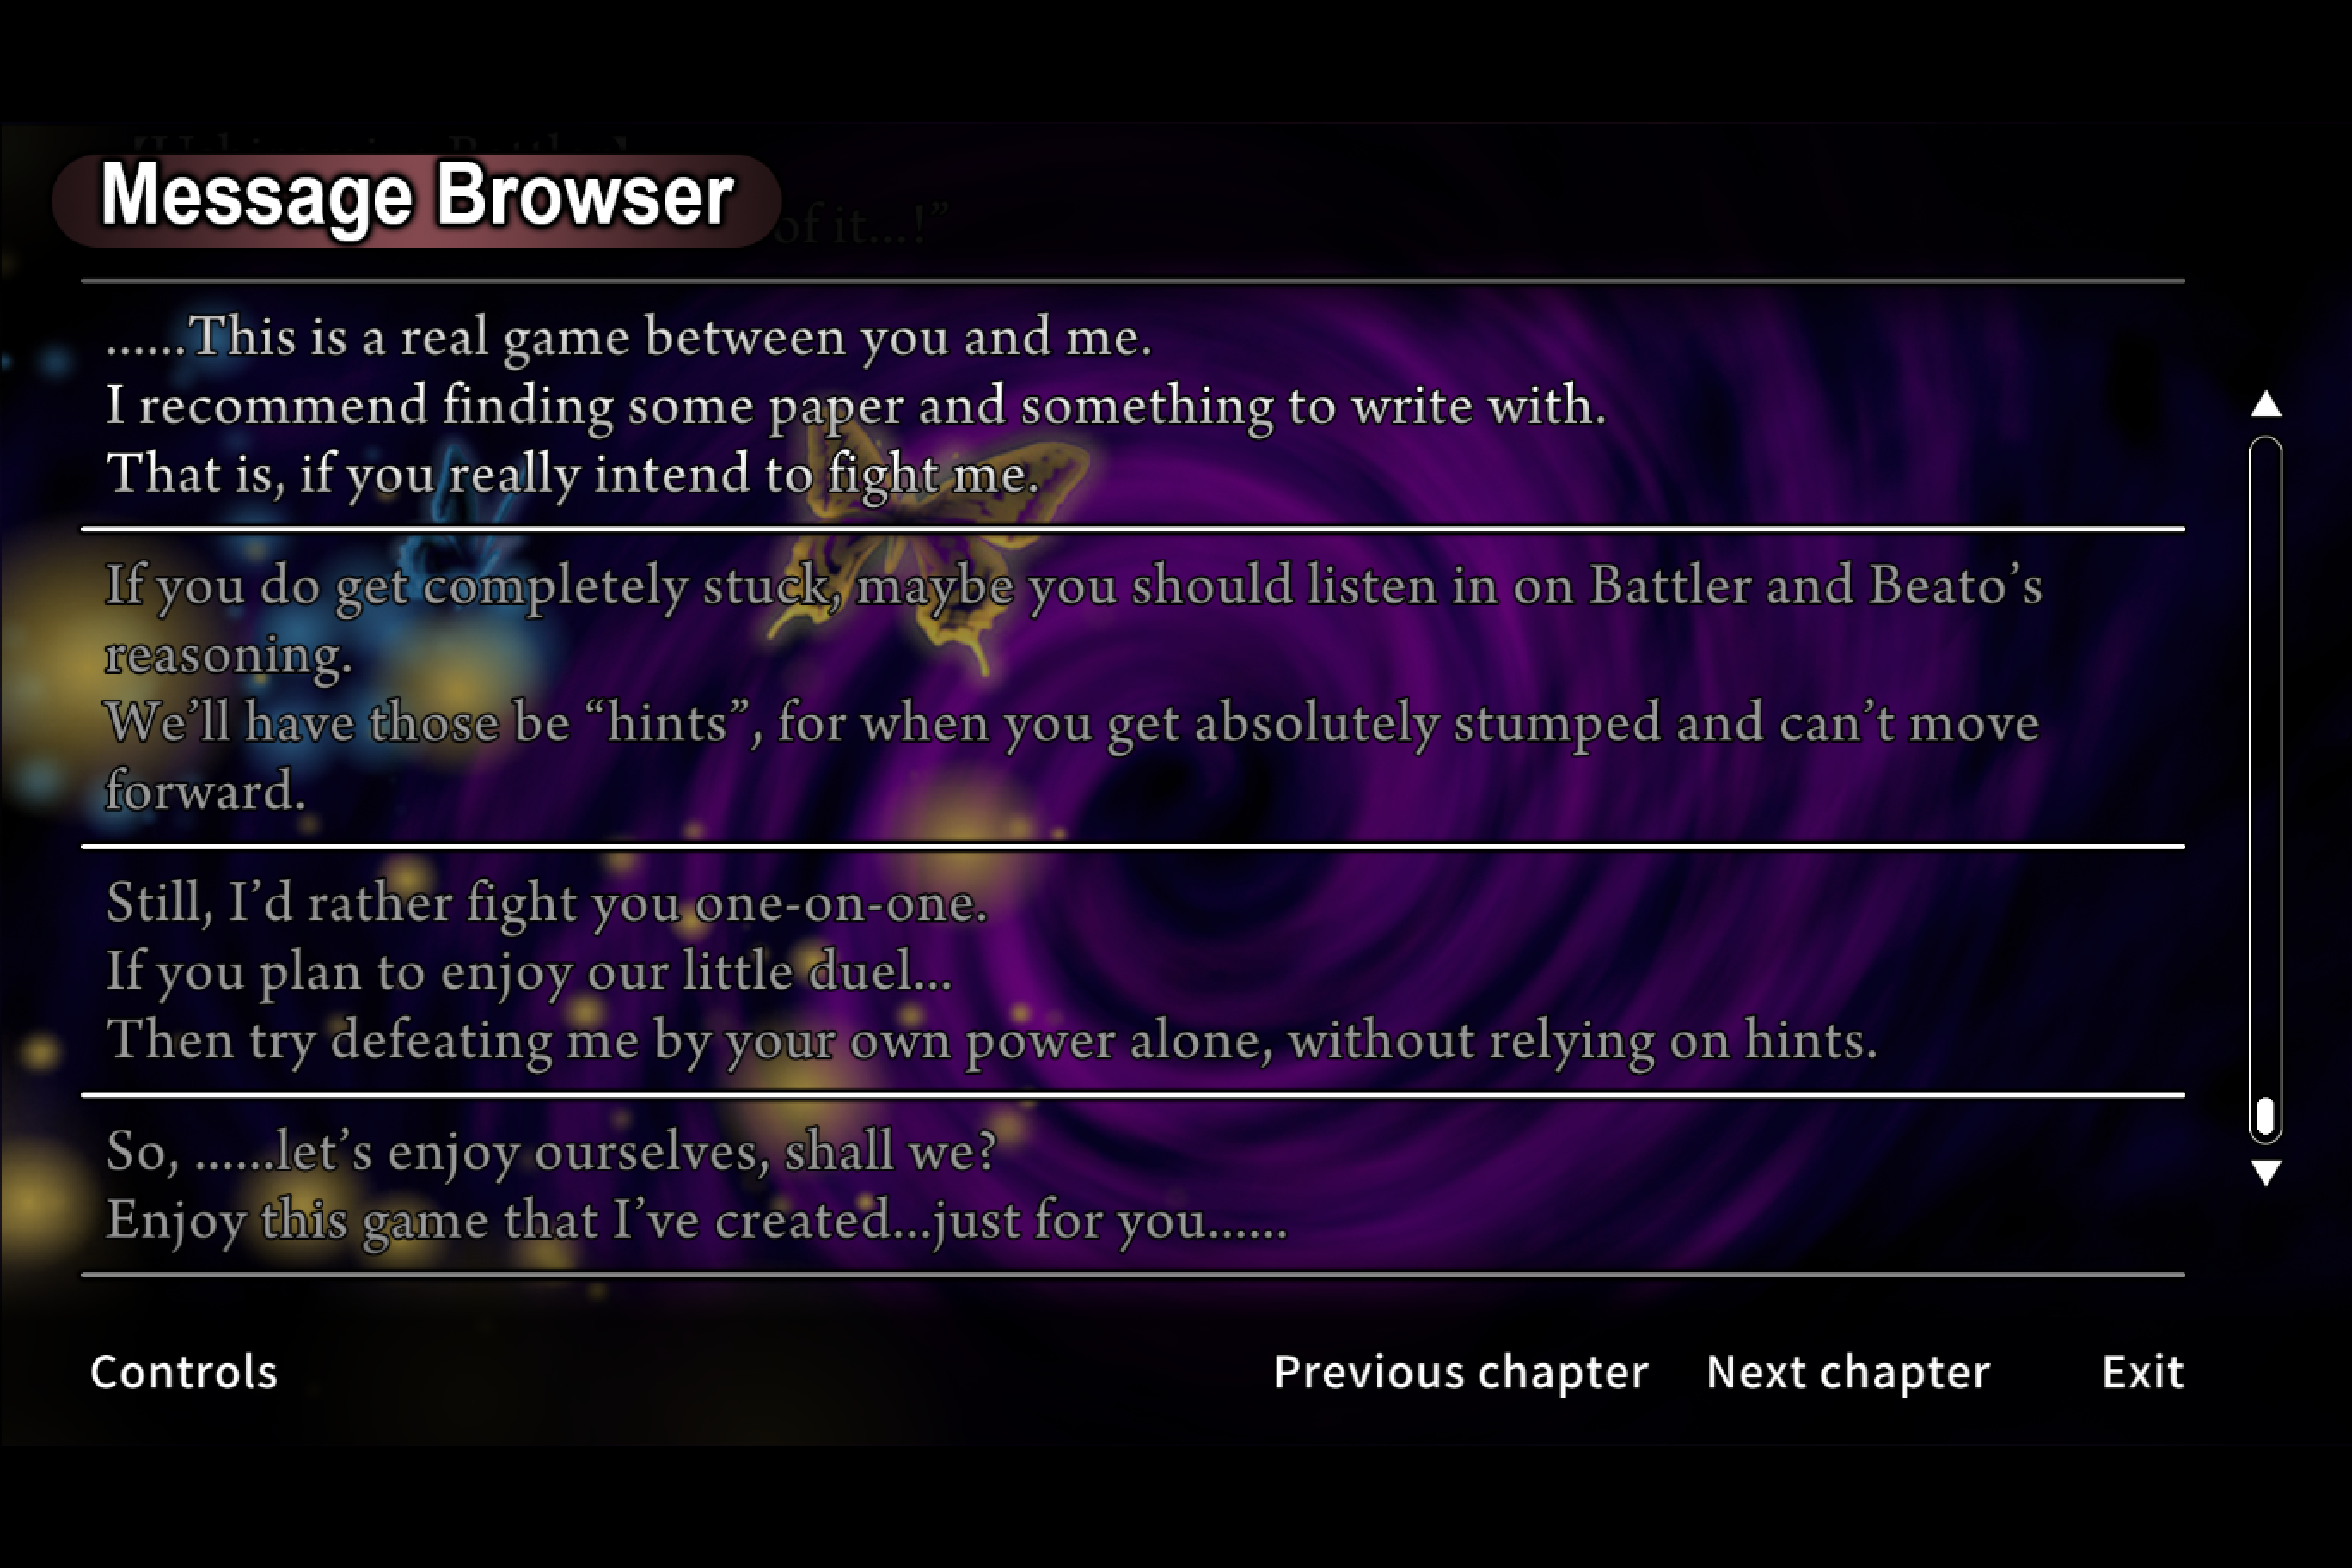 Message Browser
of it...!”
......This is a real game between you and me.
I recommend finding some paper and something to write with.
That is, if you really intend to fight me.
If you do get completely stuck, maybe you should listen in on Battler and Beato’s
reasoning.
We’ll have those be “hints”, for when you get absolutely stumped and can’t move
forward.
Still, I’d rather fight you one-on-one.
If you plan to enjoy our little duel...
Then try defeating me by your own power alone, without relying on hints.
So, ......let’s enjoy ourselves, shall we?
Enjoy this game that I’ve created...just for you......
Controls
Previous chapter
Next chapter
Exit